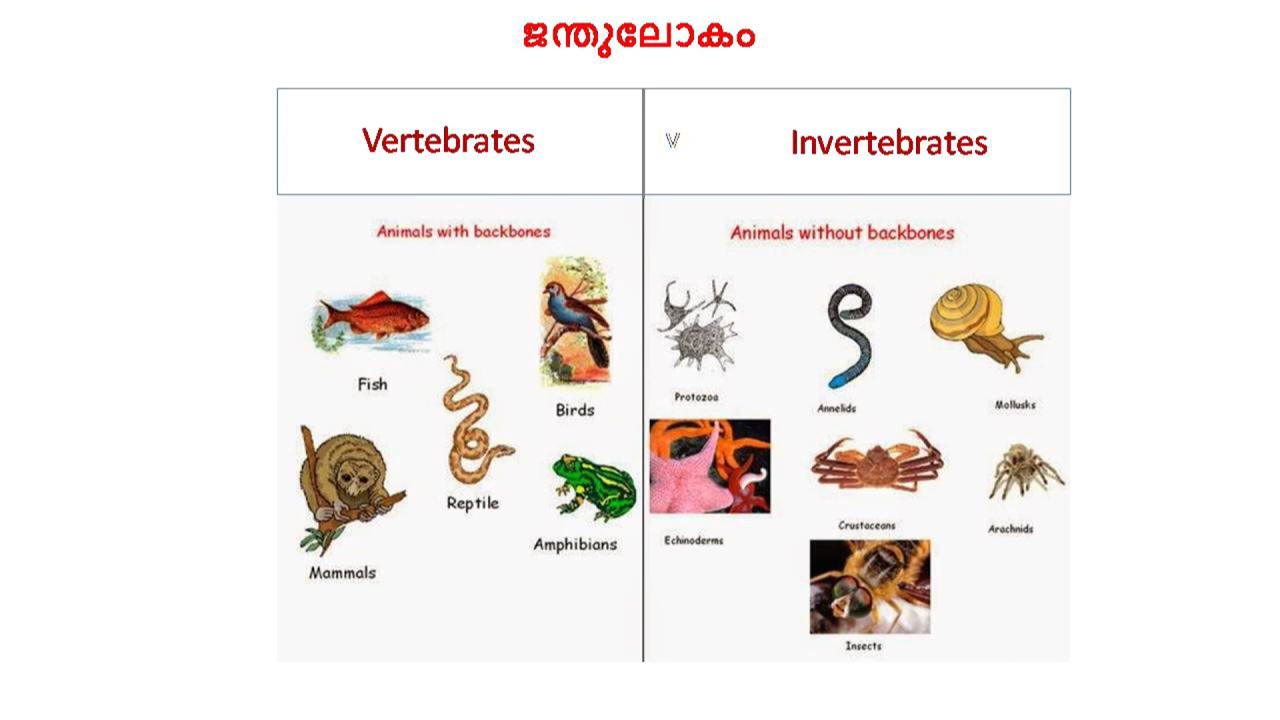 ജന്തുലോകം
Vertebrates
V
Invertebrates
Animals with backbones
Fish
Birds
Reptile
Mammals
Amphibians
Animals without backbones
Protozoa
Annelids
Mollusks
Echinoderms
Crustaceans
Arachnids
Insects